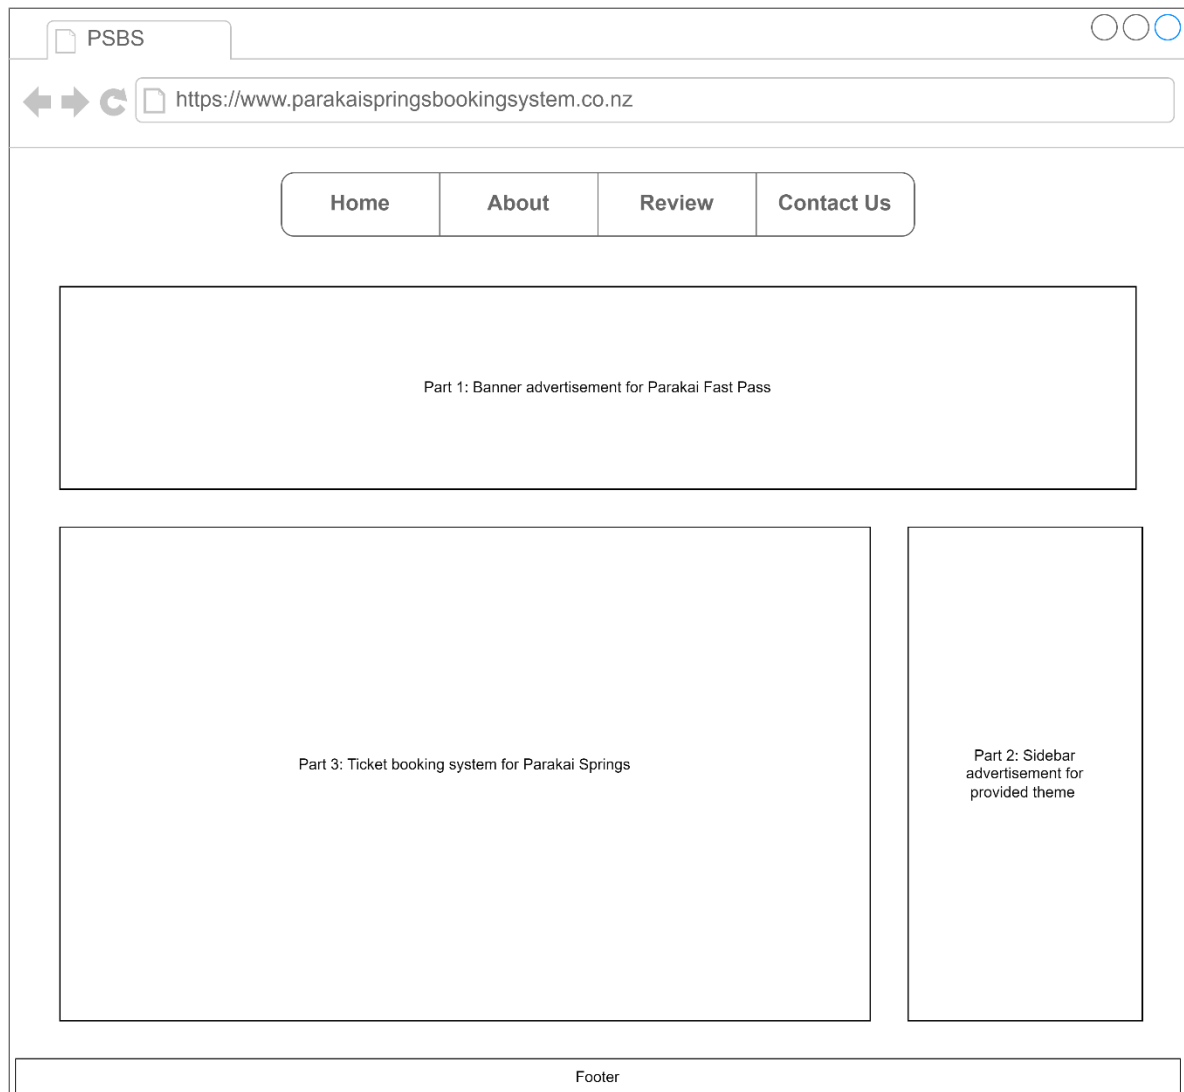 PSBS
https://www.parakaispringsbookingsystem.co.nz
Home About Review Contact Us
Part 1: Banner advertisement for Parakai Fast Pass
Part 3: Ticket booking system for Parakai Springs
Part 2: Sidebar
advertisement for
provided theme
Footer